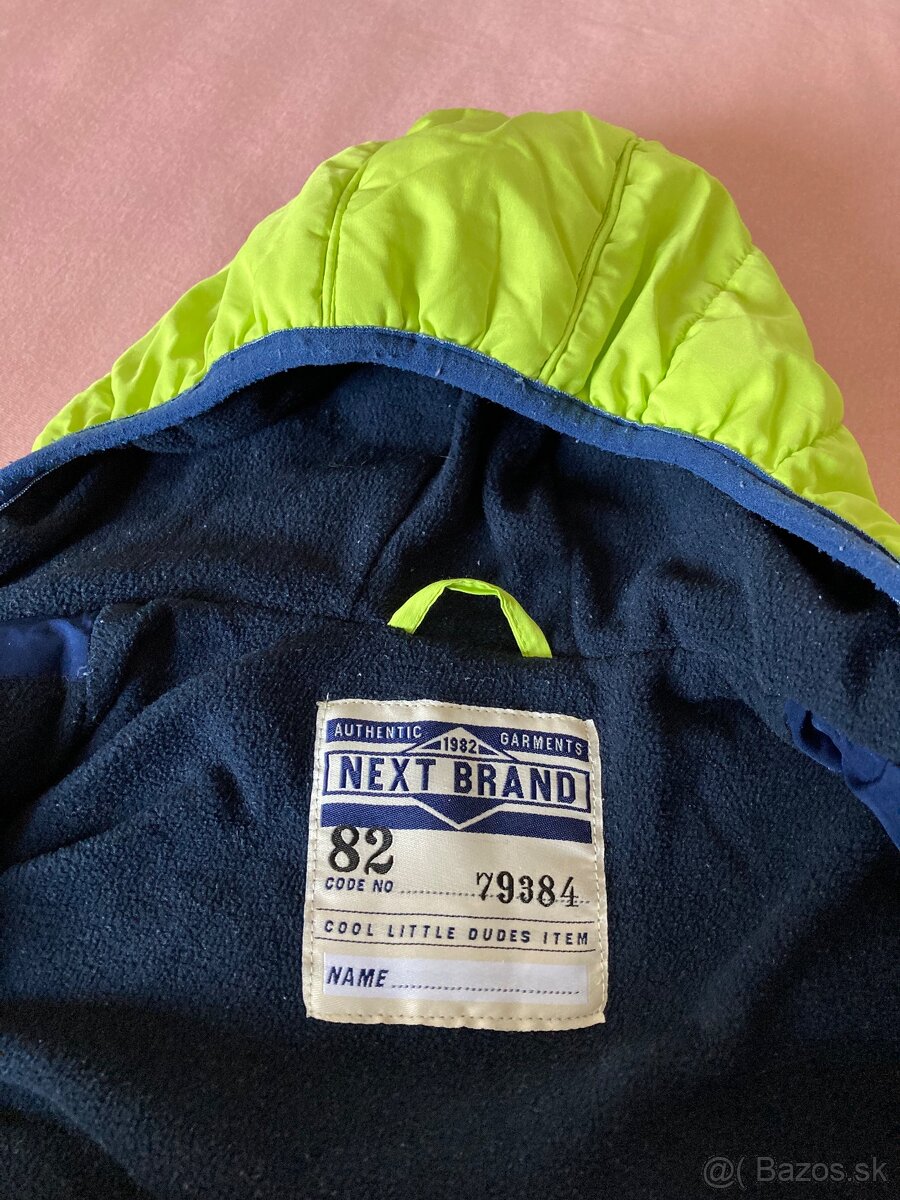 AUTHENTIC 1982 GARMENTS
NEXT BRAND
82
CODE NO ........ 79384
COOL LITTLE DUDES ITEM
NAME ........................
@( Bazos.sk